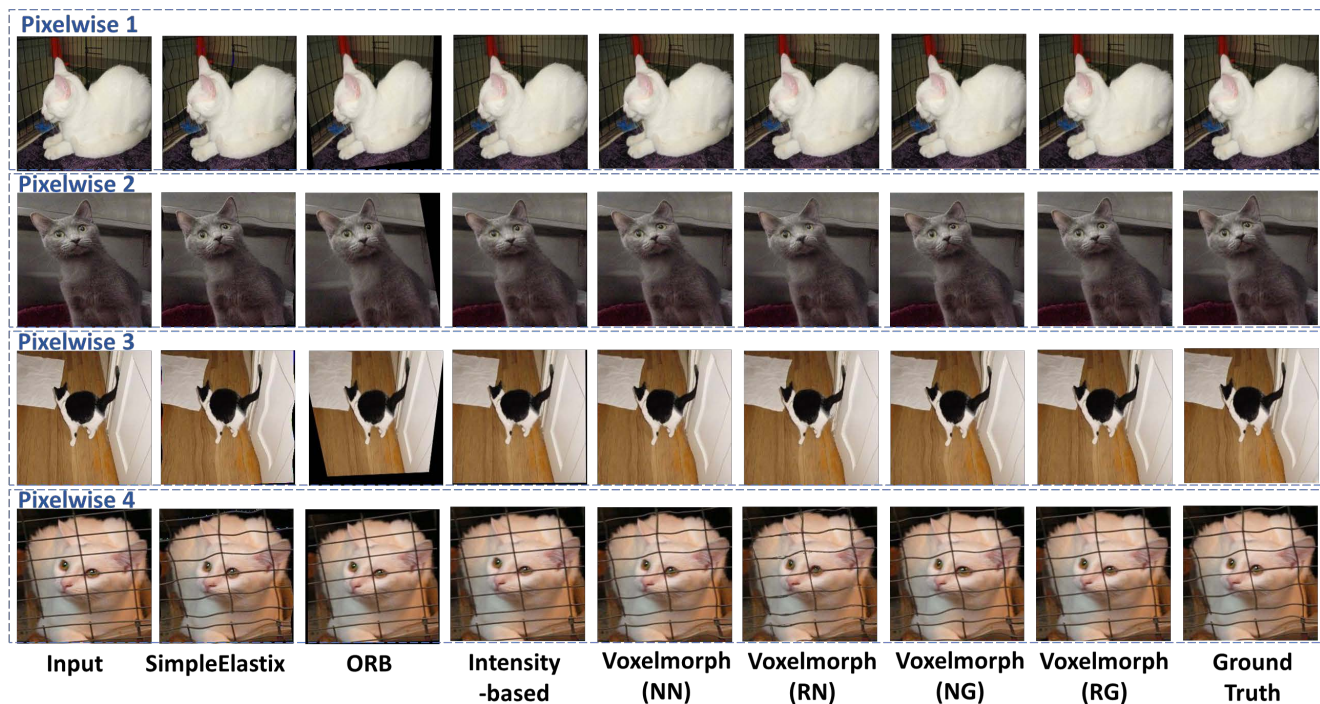 Pixelwise 1
Pixelwise 2
Pixelwise 3
Pixelwise 4
Input SimpleElastix ORB Intensity Voxelmorph Voxelmorph Voxelmorph Voxelmorph Ground
-based (NN) (RN) (NG) (RG) Truth